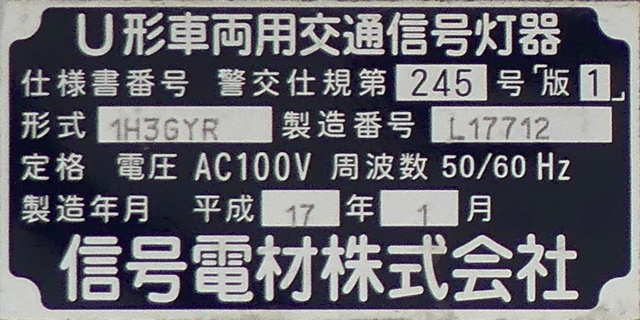 U形車両用交通信号灯器
仕様書番号 警交仕規第 245 号「版 1」
形式 1H3GYR 製造番号 L17712
定格 電圧 AC100V 周波数 50/60 Hz
製造年月 平成 17 年 1 月
信号電材株式会社